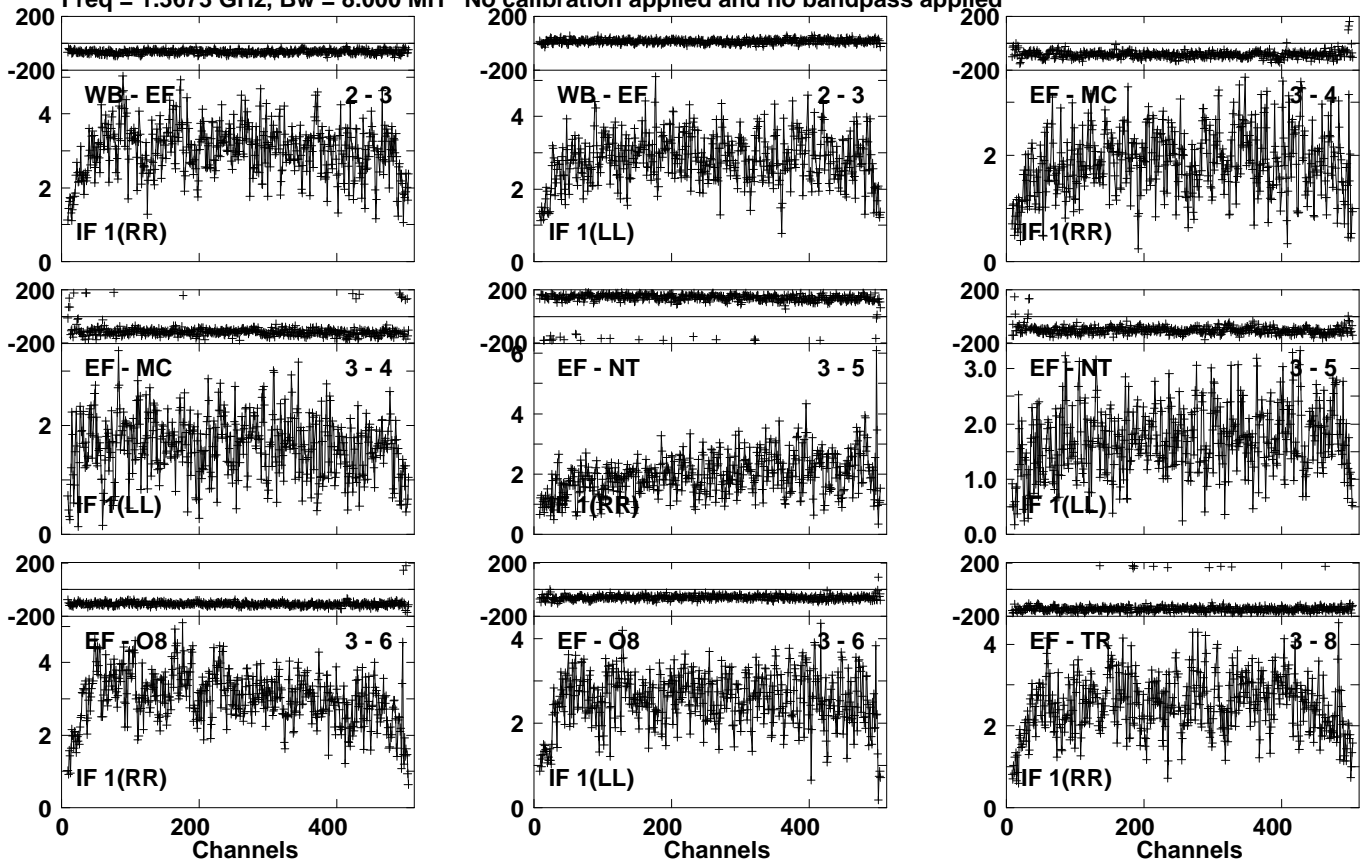 Freq = 1.3673 GHz, Bw = 8.000 MH No calibration applied and no bandpass applied
200
-200
WB - EF 2 - 3
4
2
0
IF 1(RR)
200
-200
WB - EF 2 - 3
4
2
0
IF 1(LL)
200
-200
EF - MC 3 - 4
2
0
IF 1(RR)
200
-200
EF - MC 3 - 4
2
0
IF 1(LL)
200
-200
6
EF - NT 3 - 5
4
2
0
IF 1(RR)
200
-200
3.0
EF - NT 3 - 5
2.0
1.0
0.0
IF 1(LL)
200
-200
EF - O8 3 - 6
4
2
0
IF 1(RR)
0 200 400
Channels
200
-200
EF - O8 3 - 6
4
2
0
IF 1(LL)
0 200 400
Channels
200
-200
EF - TR 3 - 8
4
2
0
IF 1(RR)
0 200 400
Channels